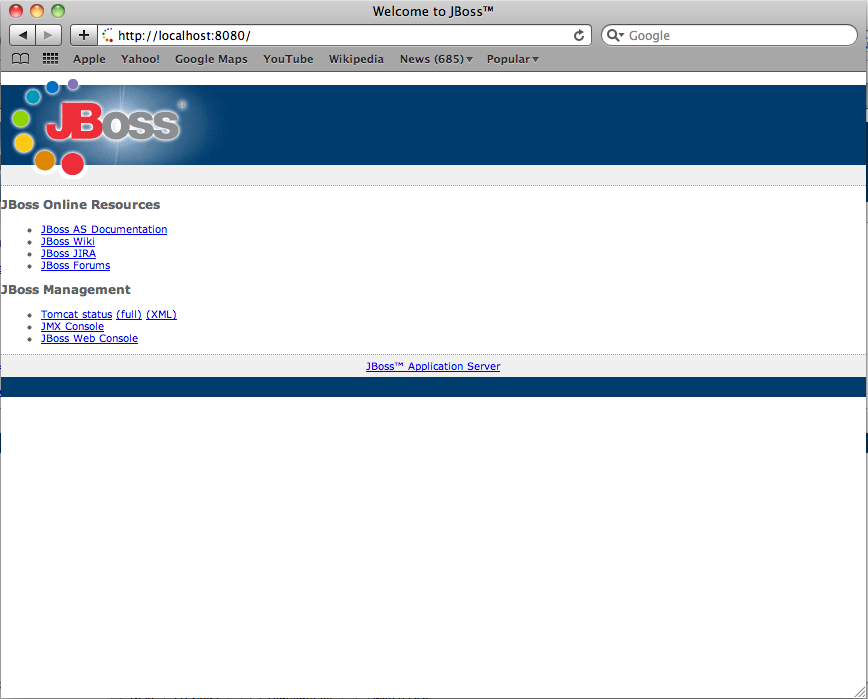 Welcome to JBoss™
http://localhost:8080/
Google
Apple Yahoo! Google Maps YouTube Wikipedia News (685) Popular
JBoss®
JBoss Online Resources
JBoss AS Documentation
JBoss Wiki
JBoss JIRA
JBoss Forums
JBoss Management
Tomcat status (full) (XML)
JMX Console
JBoss Web Console
JBoss™ Application Server